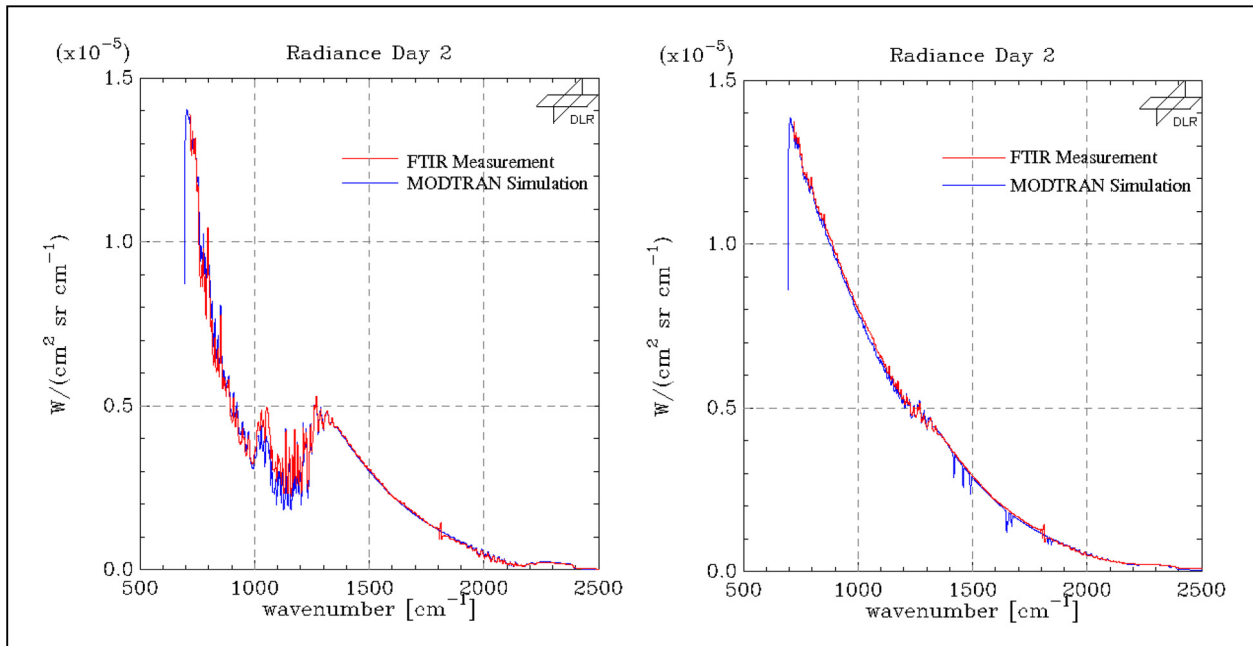 (x10⁻⁵)
Radiance Day 2
1.5
1.0
0.5
0.0
W/(cm² sr cm⁻¹)
DLR
FTIR Measurement
MODTRAN Simulation
500 1000 1500 2000 2500
wavenumber [cm⁻¹]
(x10⁻⁵)
Radiance Day 2
1.5
1.0
0.5
0.0
W/(cm² sr cm⁻¹)
DLR
FTIR Measurement
MODTRAN Simulation
500 1000 1500 2000 2500
wavenumber [cm⁻¹]